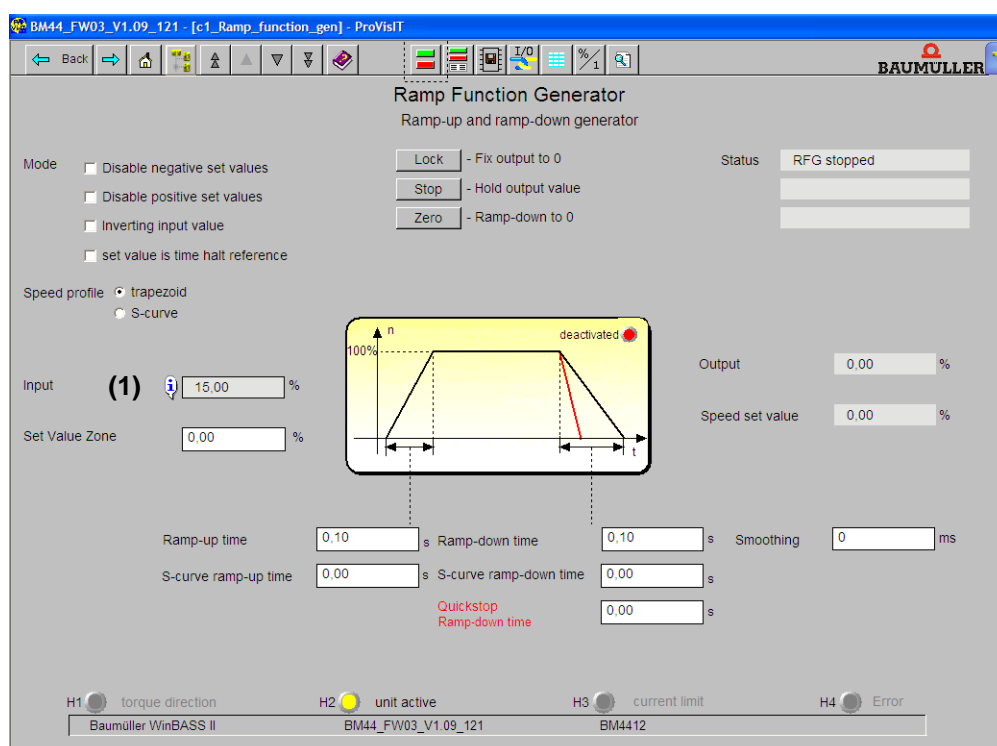 BM44_FW03_V1.09_121 - [c1_Ramp_function_gen] - ProVisIT
Back
I/O
%/1
BAUMÜLLER
Ramp Function Generator
Ramp-up and ramp-down generator
Mode
Disable negative set values
Disable positive set values
Inverting input value
set value is time halt reference
Lock - Fix output to 0
Stop - Hold output value
Zero - Ramp-down to 0
Status RFG stopped
Speed profile trapezoid
S-curve
n
deactivated
100%
t
Input (1) i 15,00 %
Set Value Zone 0,00 %
Output 0,00 %
Speed set value 0,00 %
Ramp-up time 0,10 s Ramp-down time 0,10 s Smoothing 0 ms
S-curve ramp-up time 0,00 s S-curve ramp-down time 0,00 s
Quickstop
Ramp-down time 0,00 s
H1 torque direction H2 unit active H3 current limit H4 Error
Baumüller WinBASS II BM44_FW03_V1.09_121 BM4412